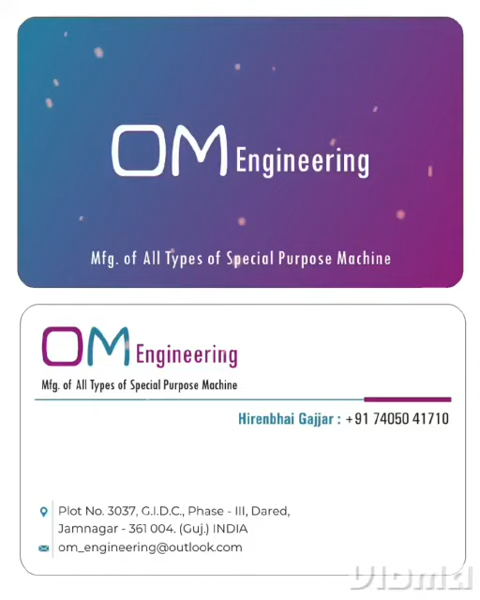 OM Engineering
Mfg. of All Types of Special Purpose Machine
OM Engineering
Mfg. of All Types of Special Purpose Machine
Hirenbhai Gajjar : +91 74050 41710
Plot No. 3037, G.I.D.C., Phase - III, Dared,
Jamnagar - 361 004. (Guj.) INDIA
om_engineering@outlook.com